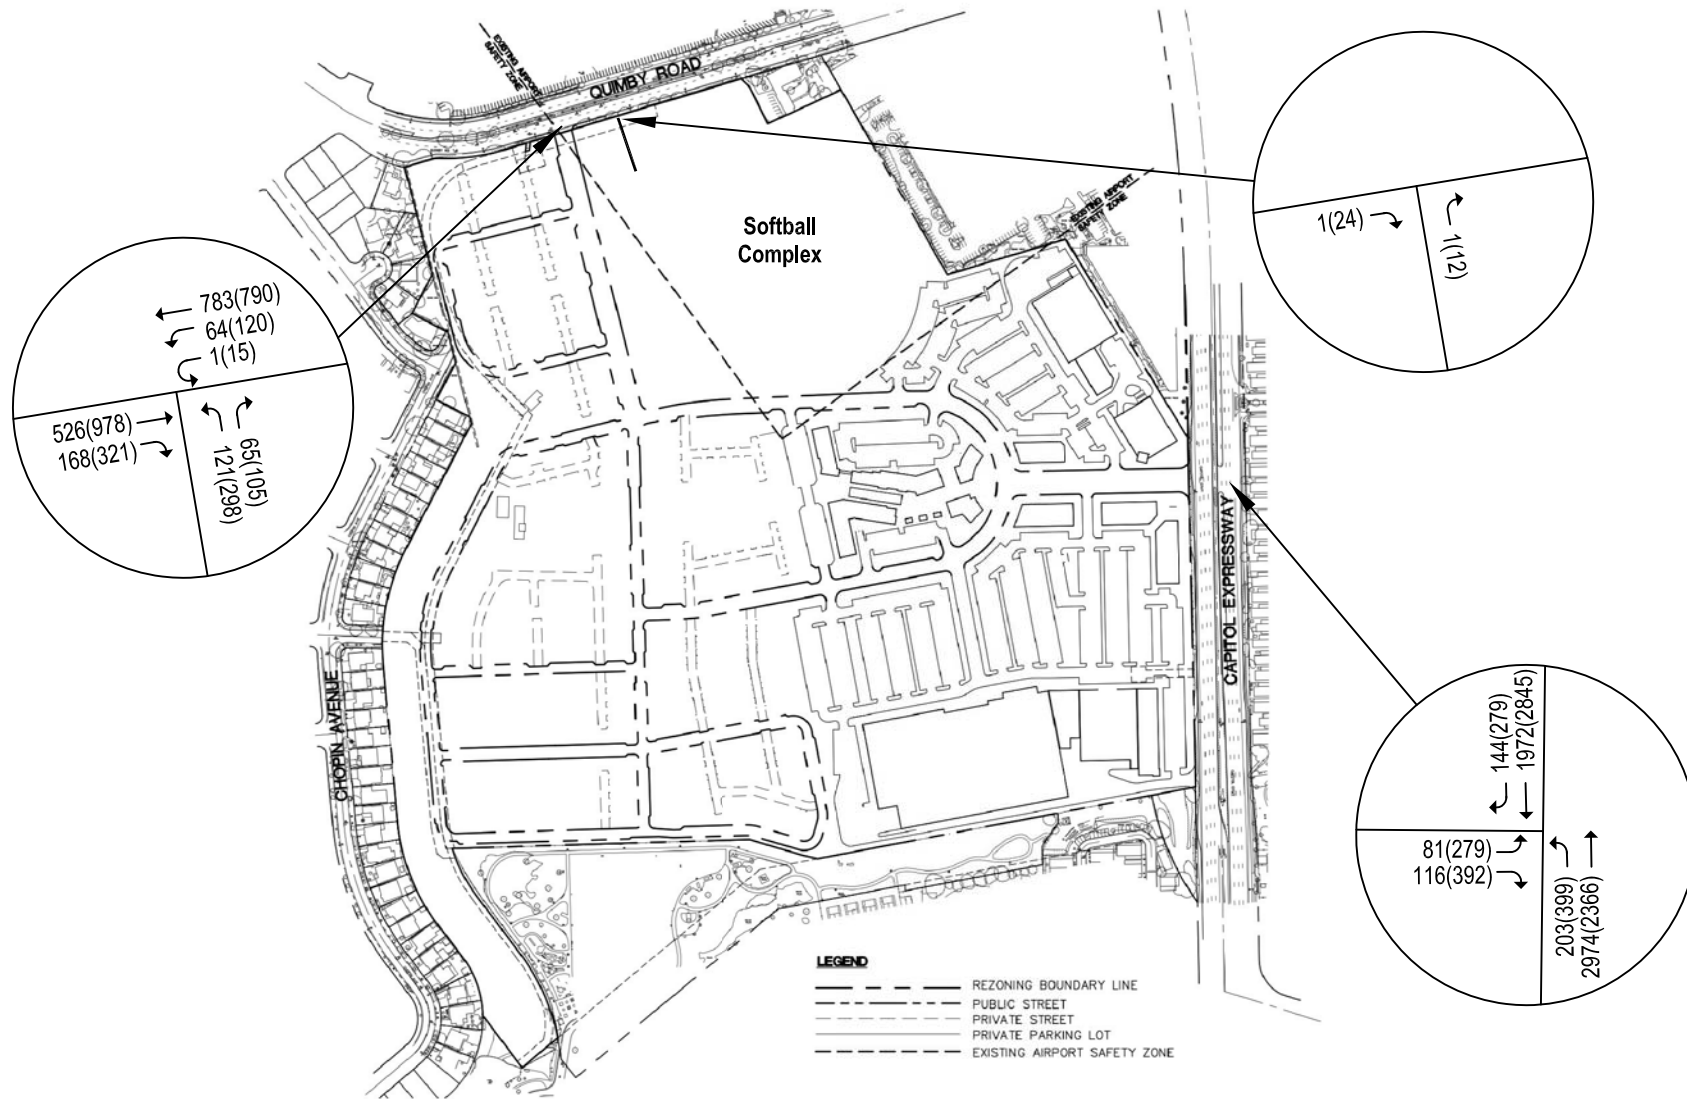 EXISTING AIRPORT
SAFETY ZONE
QUIMBY ROAD
Softball
Complex
EXISTING AIRPORT
SAFETY ZONE
1(24)
1(12)
783(790)
64(120)
1(15)
526(978)
168(321)
65(105)
121(298)
CHOPIN AVENUE
CAPITOL EXPRESSWAY
144(279)
1972(2845)
81(279)
116(392)
203(399)
2974(2366)
LEGEND
REZONING BOUNDARY LINE
PUBLIC STREET
PRIVATE STREET
PRIVATE PARKING LOT
EXISTING AIRPORT SAFETY ZONE